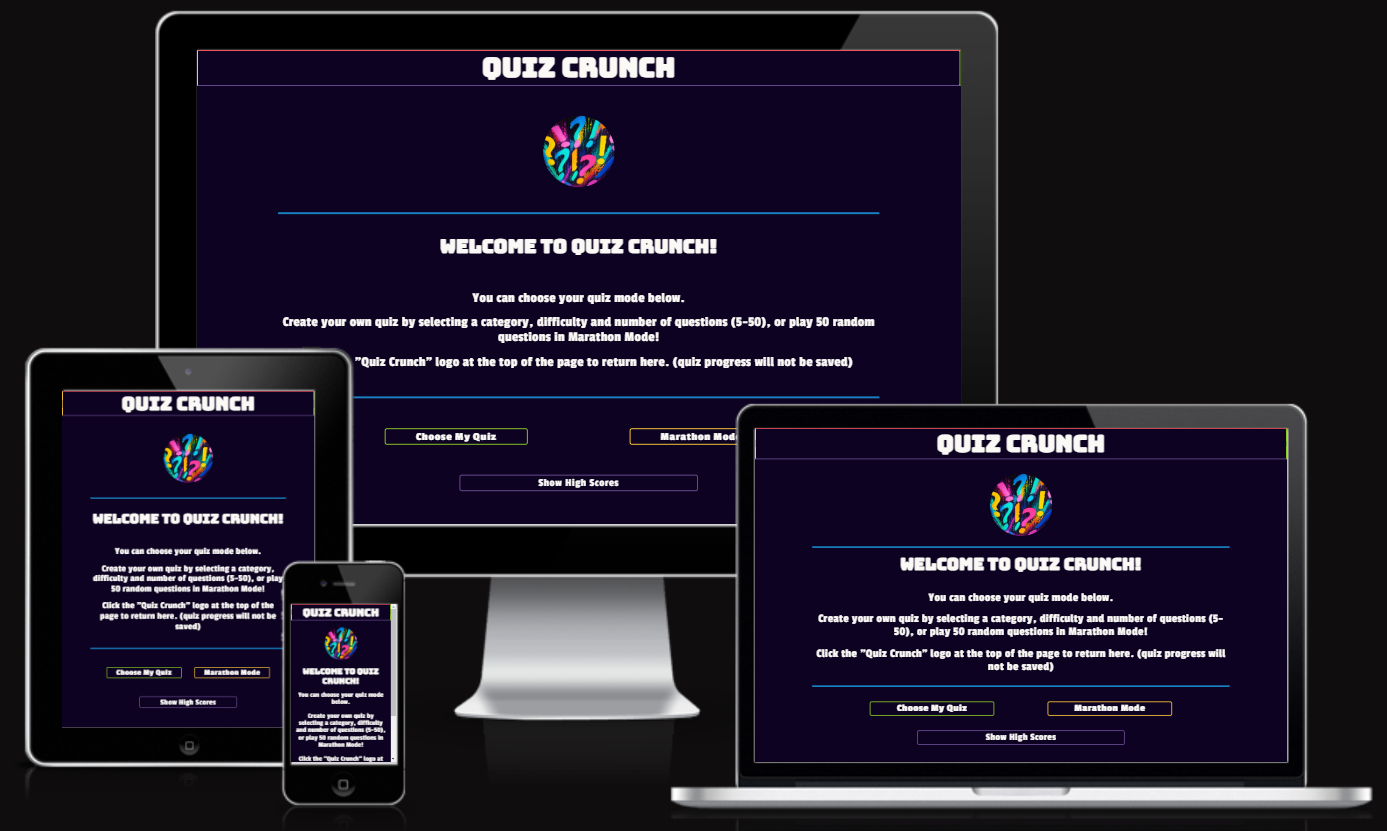 QUIZ CRUNCH
WELCOME TO QUIZ CRUNCH!
You can choose your quiz mode below.
Create your own quiz by selecting a category, difficulty and number of questions (5-50), or play 50 random
questions in Marathon Mode!
"Quiz Crunch" logo at the top of the page to return here. (quiz progress will not be saved)
Choose My Quiz
Marathon Mod
Show High Scores
QUIZ CRUNCH
WELCOME TO QUIZ CRUNCH!
You can choose your quiz mode below.
Create your own quiz by selecting a category,
difficulty and number of questions (5-50), or play
50 random questions in Marathon Mode!
Click the "Quiz Crunch" logo at the top of the
page to return here. (quiz progress will not be
saved)
Choose My Quiz
Marathon Mode
Show High Scores
QUIZ CRUNCH
WELCOME TO QUIZ
CRUNCH!
You can choose your quiz mode
below.
Create your own quiz by
selecting a category, difficulty
and number of questions (5-50),
or play 50 random questions in
Marathon Mode!
Click the "Quiz Crunch" logo at
QUIZ CRUNCH
WELCOME TO QUIZ CRUNCH!
You can choose your quiz mode below.
Create your own quiz by selecting a category, difficulty and number of questions (5-
50), or play 50 random questions in Marathon Mode!
Click the "Quiz Crunch" logo at the top of the page to return here. (quiz progress will
not be saved)
Choose My Quiz
Marathon Mode
Show High Scores